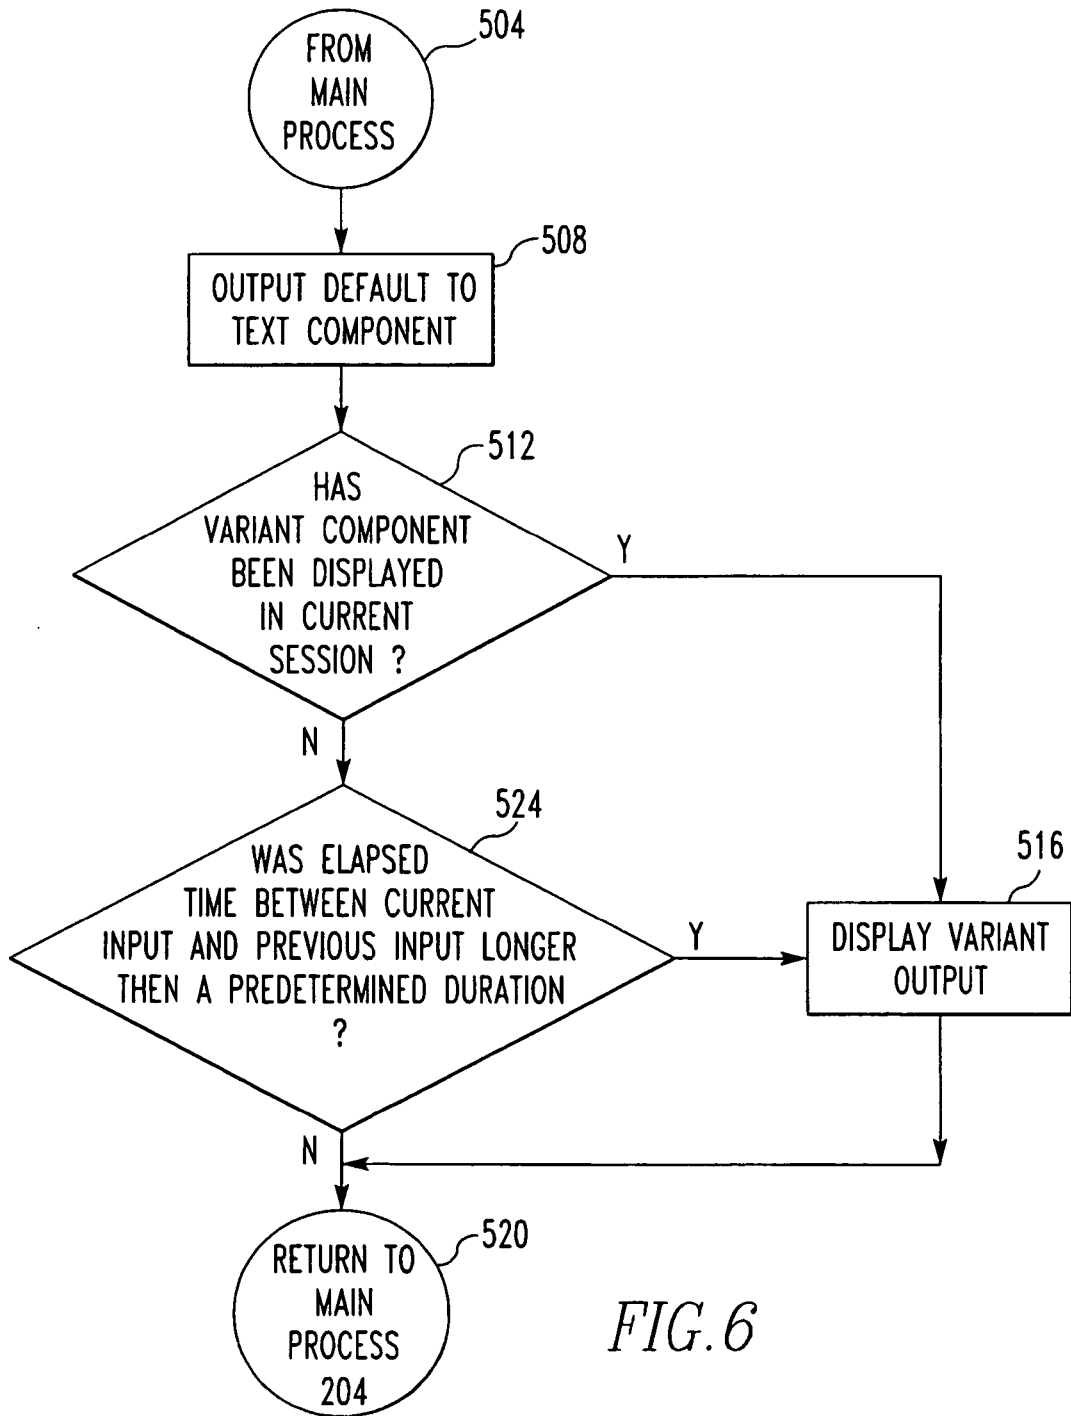 504
FROM
MAIN
PROCESS
508
OUTPUT DEFAULT TO
TEXT COMPONENT
512
HAS
VARIANT COMPONENT
BEEN DISPLAYED
IN CURRENT
SESSION ?
Y
N
524
WAS ELAPSED
TIME BETWEEN CURRENT
INPUT AND PREVIOUS INPUT LONGER
THEN A PREDETERMINED DURATION
?
Y
516
DISPLAY VARIANT
OUTPUT
N
520
RETURN TO
MAIN
PROCESS
204
FIG.6